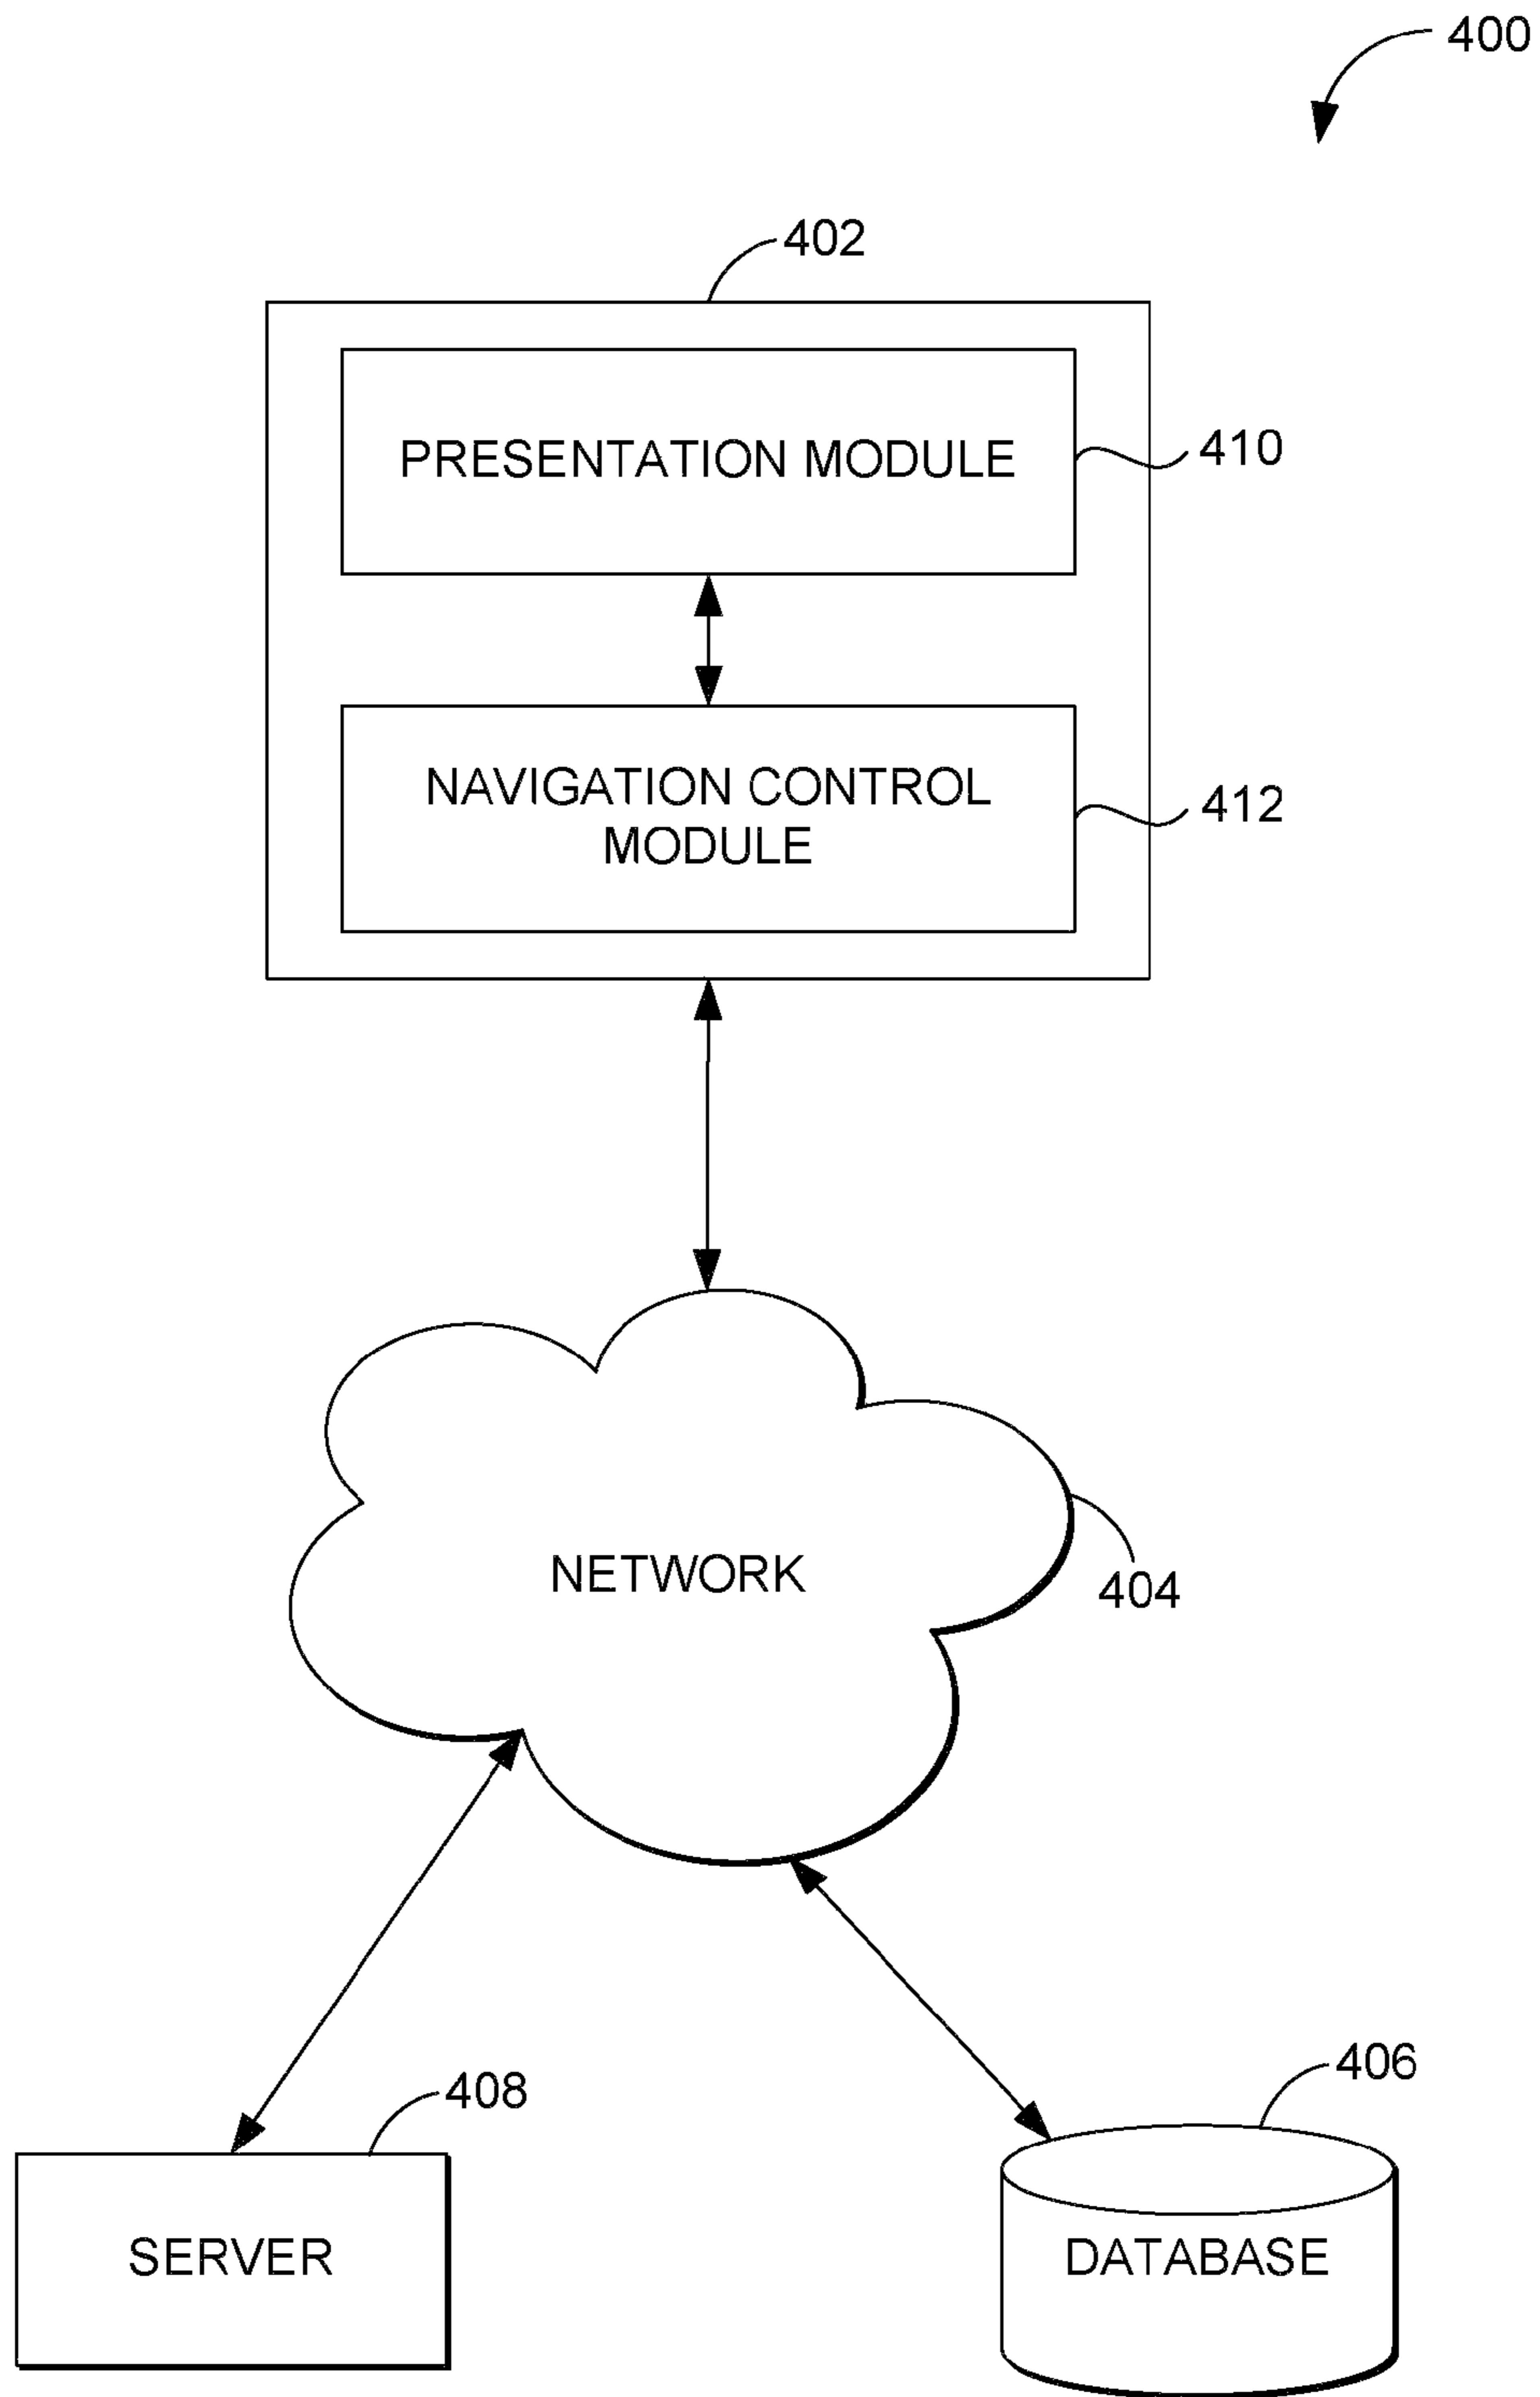 400
402
PRESENTATION MODULE
410
NAVIGATION CONTROL
MODULE
412
NETWORK
404
408
406
SERVER
DATABASE